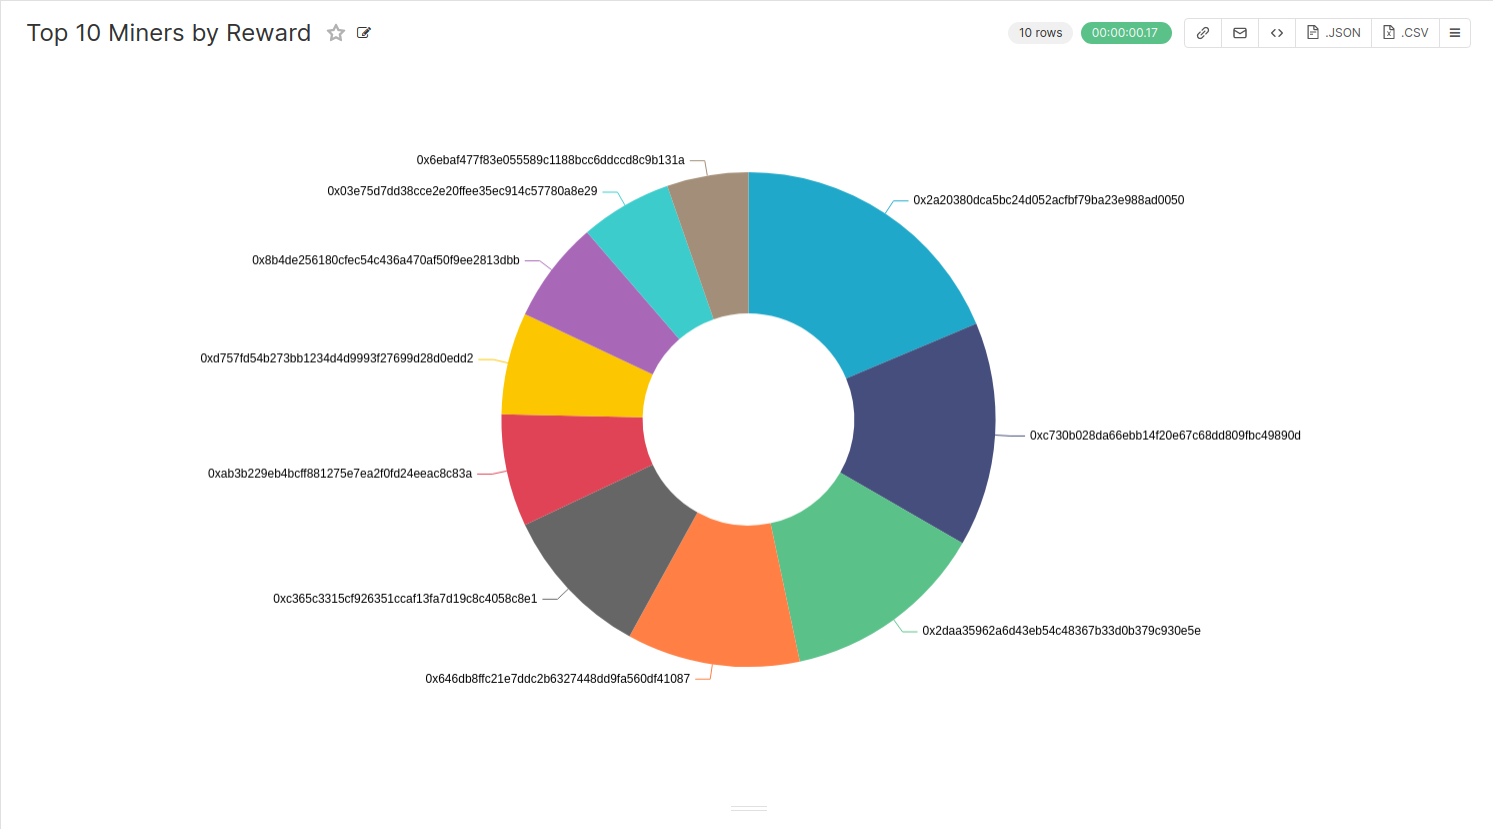 Top 10 Miners by Reward
10 rows
00:00:00.17
.JSON
.CSV
0x6ebaf477f83e055589c1188bcc6ddccd8c9b131a
0x03e75d7dd38cce2e20ffee35ec914c57780a8e29
0x2a20380dca5bc24d052acfbf79ba23e988ad0050
0x8b4de256180cfec54c436a470af50f9ee2813dbb
0xd757fd54b273bb1234d4d9993f27699d28d0edd2
0xc730b028da66ebb14f20e67c68dd809fbc49890d
0xab3b229eb4bcff881275e7ea2f0fd24eeac8c83a
0xc365c3315cf926351ccaf13fa7d19c8c4058c8e1
0x2daa35962a6d43eb54c48367b33d0b379c930e5e
0x646db8ffc21e7ddc2b6327448dd9fa560df41087